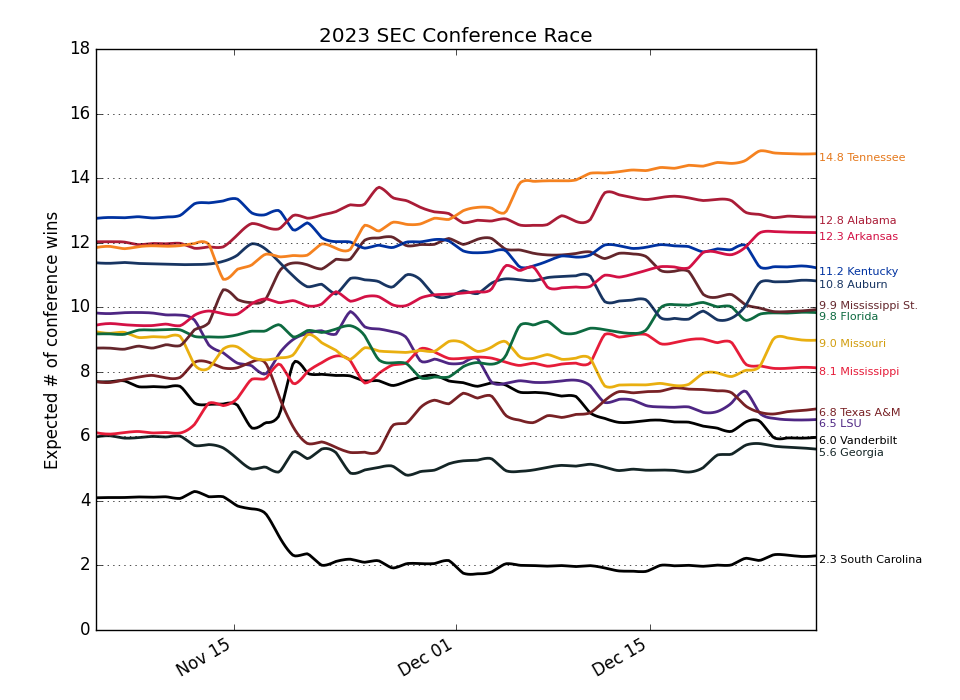 2023 SEC Conference Race
Expected # of conference wins
18
16
14
12
10
8
6
4
2
0
Nov 15
Dec 01
Dec 15
14.8 Tennessee
12.8 Alabama
12.3 Arkansas
11.2 Kentucky
10.8 Auburn
9.9 Mississippi St.
9.8 Florida
9.0 Missouri
8.1 Mississippi
6.8 Texas A&M
6.5 LSU
6.0 Vanderbilt
5.6 Georgia
2.3 South Carolina